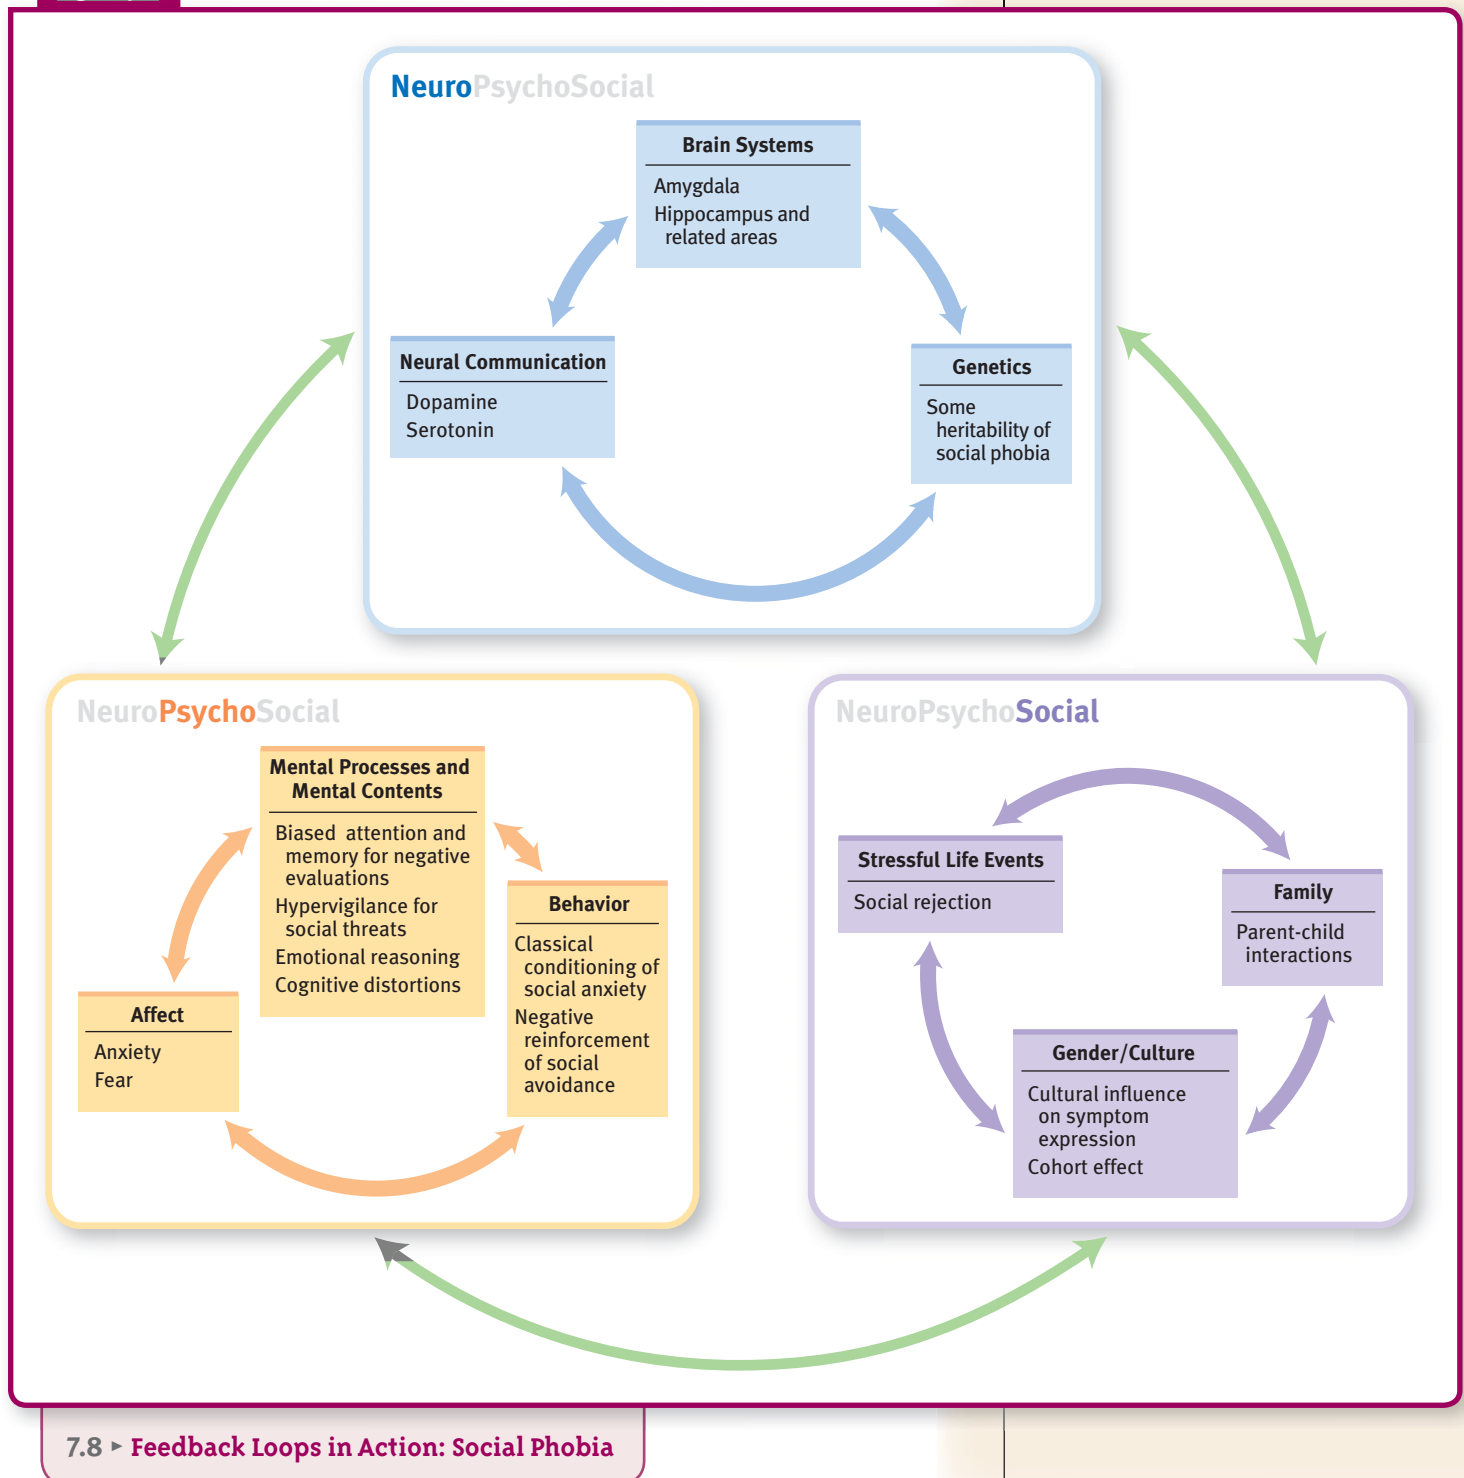 NeuroPsychoSocial
Brain Systems
Amygdala
Hippocampus and
related areas
Neural Communication
Dopamine
Serotonin
Genetics
Some
heritability of
social phobia
NeuroPsychoSocial
Mental Processes and
Mental Contents
Biased attention and
memory for negative
evaluations
Hypervigilance for
social threats
Emotional reasoning
Cognitive distortions
Behavior
Classical
conditioning of
social anxiety
Negative
reinforcement
of social
avoidance
Affect
Anxiety
Fear
NeuroPsychoSocial
Stressful Life Events
Social rejection
Family
Parent-child
interactions
Gender/Culture
Cultural influence
on symptom
expression
Cohort effect
7.8 ► Feedback Loops in Action: Social Phobia